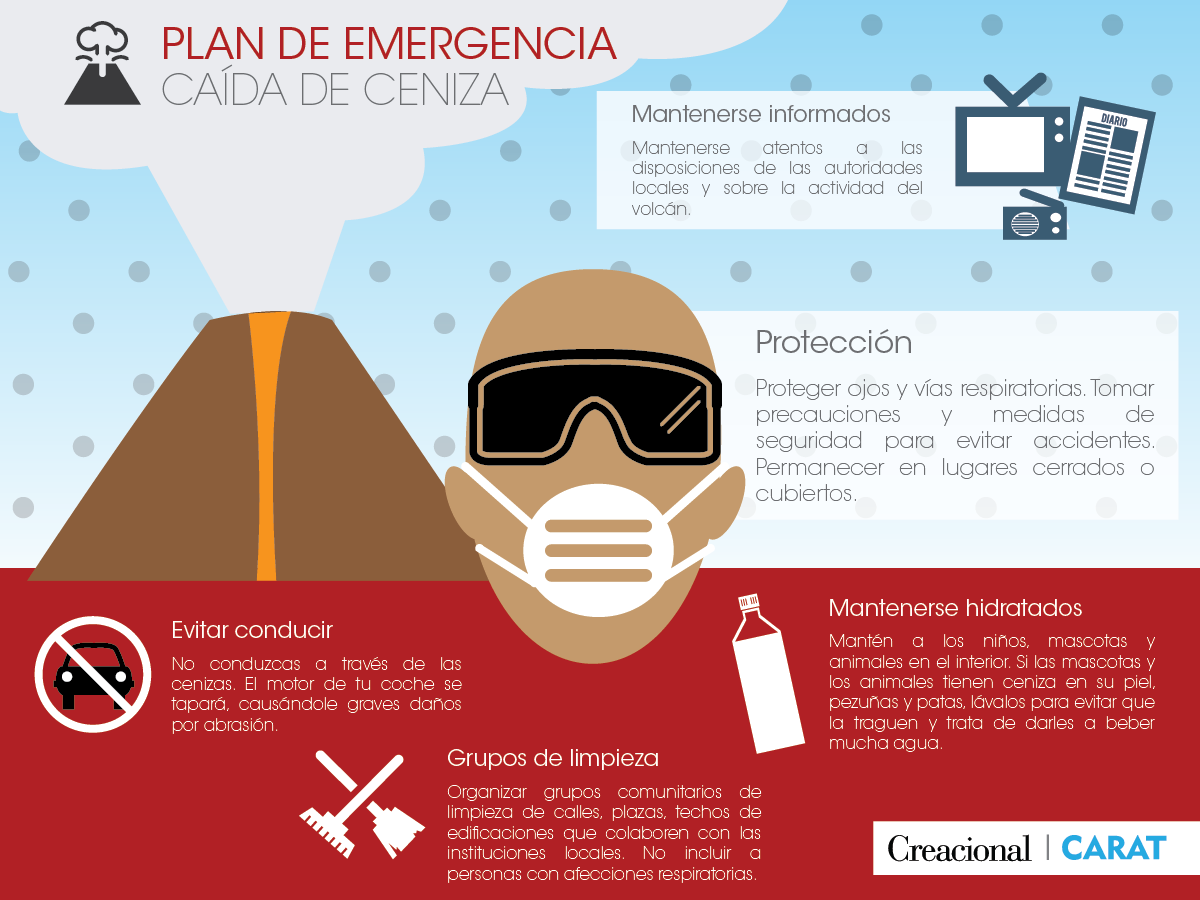 PLAN DE EMERGENCIA
CAÍDA DE CENIZA
Mantenerse informados
Mantenerse atentos a las
disposiciones de las autoridades
locales y sobre la actividad del
volcán.
DIARIO
Protección
Proteger ojos y vías respiratorias. Tomar
precauciones y medidas de
seguridad para evitar accidentes.
Permanecer en lugares cerrados o
cubiertos.
Evitar conducir
No conduzcas a través de las
cenizas. El motor de tu coche se
tapará, causándole graves daños
por abrasión.
Mantenerse hidratados
Mantén a los niños, mascotas y
animales en el interior. Si las mascotas y
los animales tienen ceniza en su piel,
pezuñas y patas, lávalos para evitar que
la traguen y trata de darles a beber
mucha agua.
Grupos de limpieza
Organizar grupos comunitarios de
limpieza de calles, plazas, techos de
edificaciones que colaboren con las
instituciones locales. No incluir a
personas con afecciones respiratorias.
Creacional | CARAT